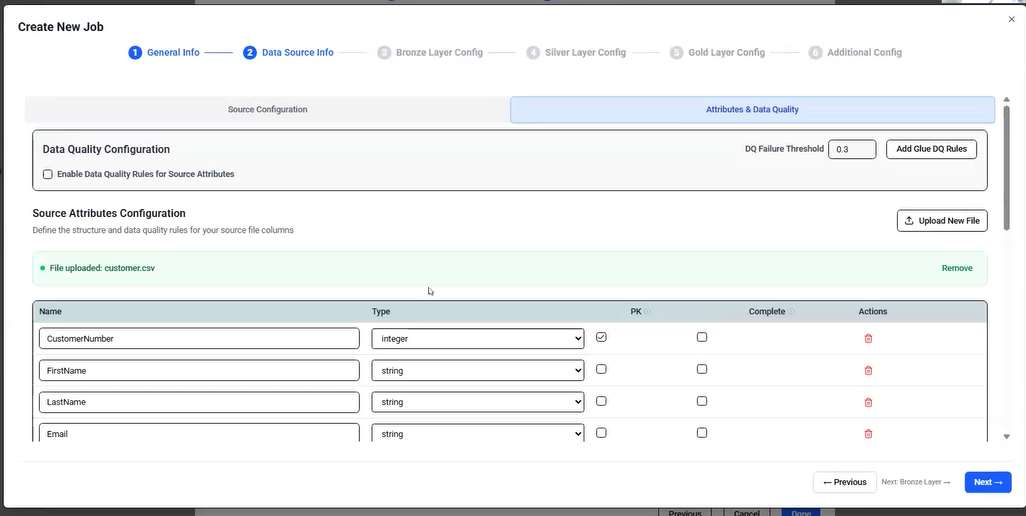 Create New Job
×
1 General Info 2 Data Source Info 3 Bronze Layer Config 4 Silver Layer Config 5 Gold Layer Config 6 Additional Config
Source Configuration Attributes & Data Quality
Data Quality Configuration DQ Failure Threshold 0.3 Add Glue DQ Rules
Enable Data Quality Rules for Source Attributes
Source Attributes Configuration
Define the structure and data quality rules for your source file columns
Upload New File
File uploaded: customer.csv Remove
Name Type PK Complete Actions
CustomerNumber integer
FirstName string
LastName string
Email string
← Previous Next: Bronze Layer → Next →
Previous Cancel Done